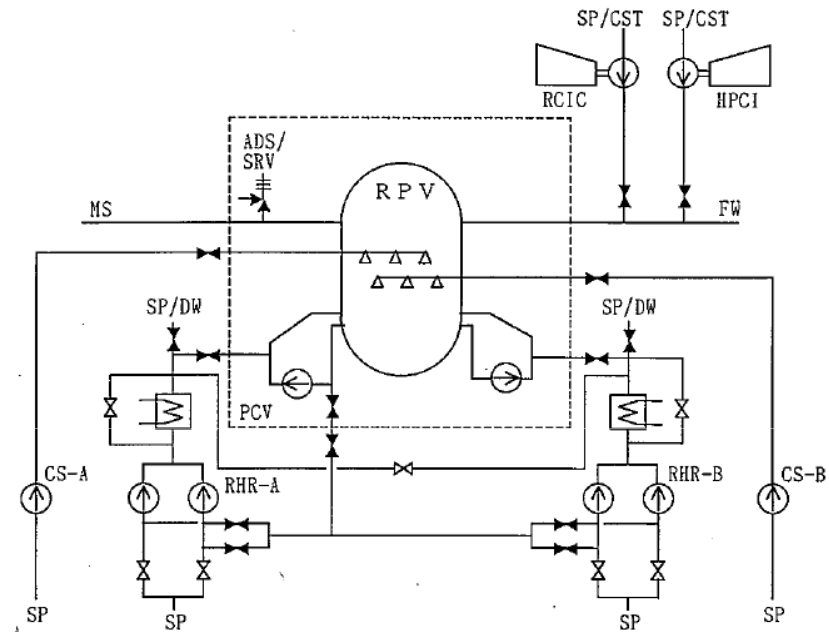 SP/CST SP/CST
RCIC HPCI
ADS/
SRV
RPV
MS FW
SP/DW SP/DW
PCV
CS-A RHR-A RHR-B CS-B
SP SP SP SP